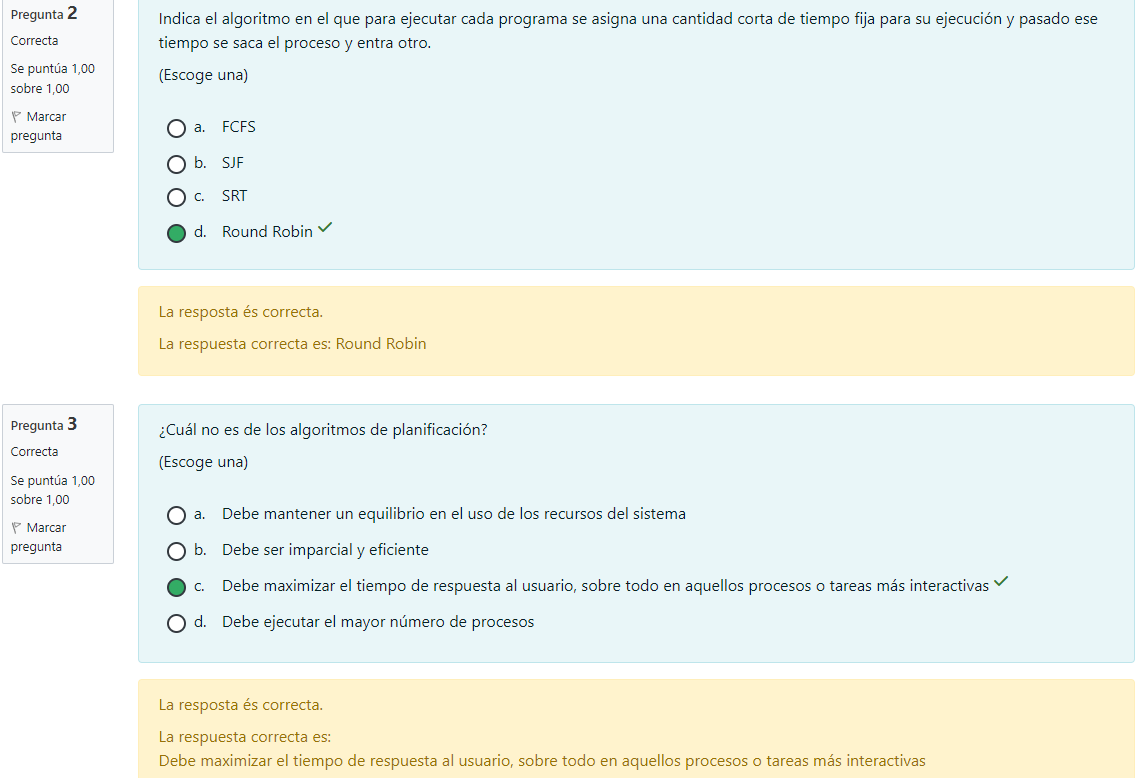 Pregunta 2
Correcta
Se puntúa 1,00
sobre 1,00
Marcar
pregunta
Indica el algoritmo en el que para ejecutar cada programa se asigna una cantidad corta de tiempo fija para su ejecución y pasado ese
tiempo se saca el proceso y entra otro.
(Escoge una)
a. FCFS
b. SJF
c. SRT
d. Round Robin
La resposta és correcta.
La respuesta correcta es: Round Robin
Pregunta 3
Correcta
Se puntúa 1,00
sobre 1,00
Marcar
pregunta
¿Cuál no es de los algoritmos de planificación?
(Escoge una)
a. Debe mantener un equilibrio en el uso de los recursos del sistema
b. Debe ser imparcial y eficiente
c. Debe maximizar el tiempo de respuesta al usuario, sobre todo en aquellos procesos o tareas más interactivas
d. Debe ejecutar el mayor número de procesos
La resposta és correcta.
La respuesta correcta es:
Debe maximizar el tiempo de respuesta al usuario, sobre todo en aquellos procesos o tareas más interactivas